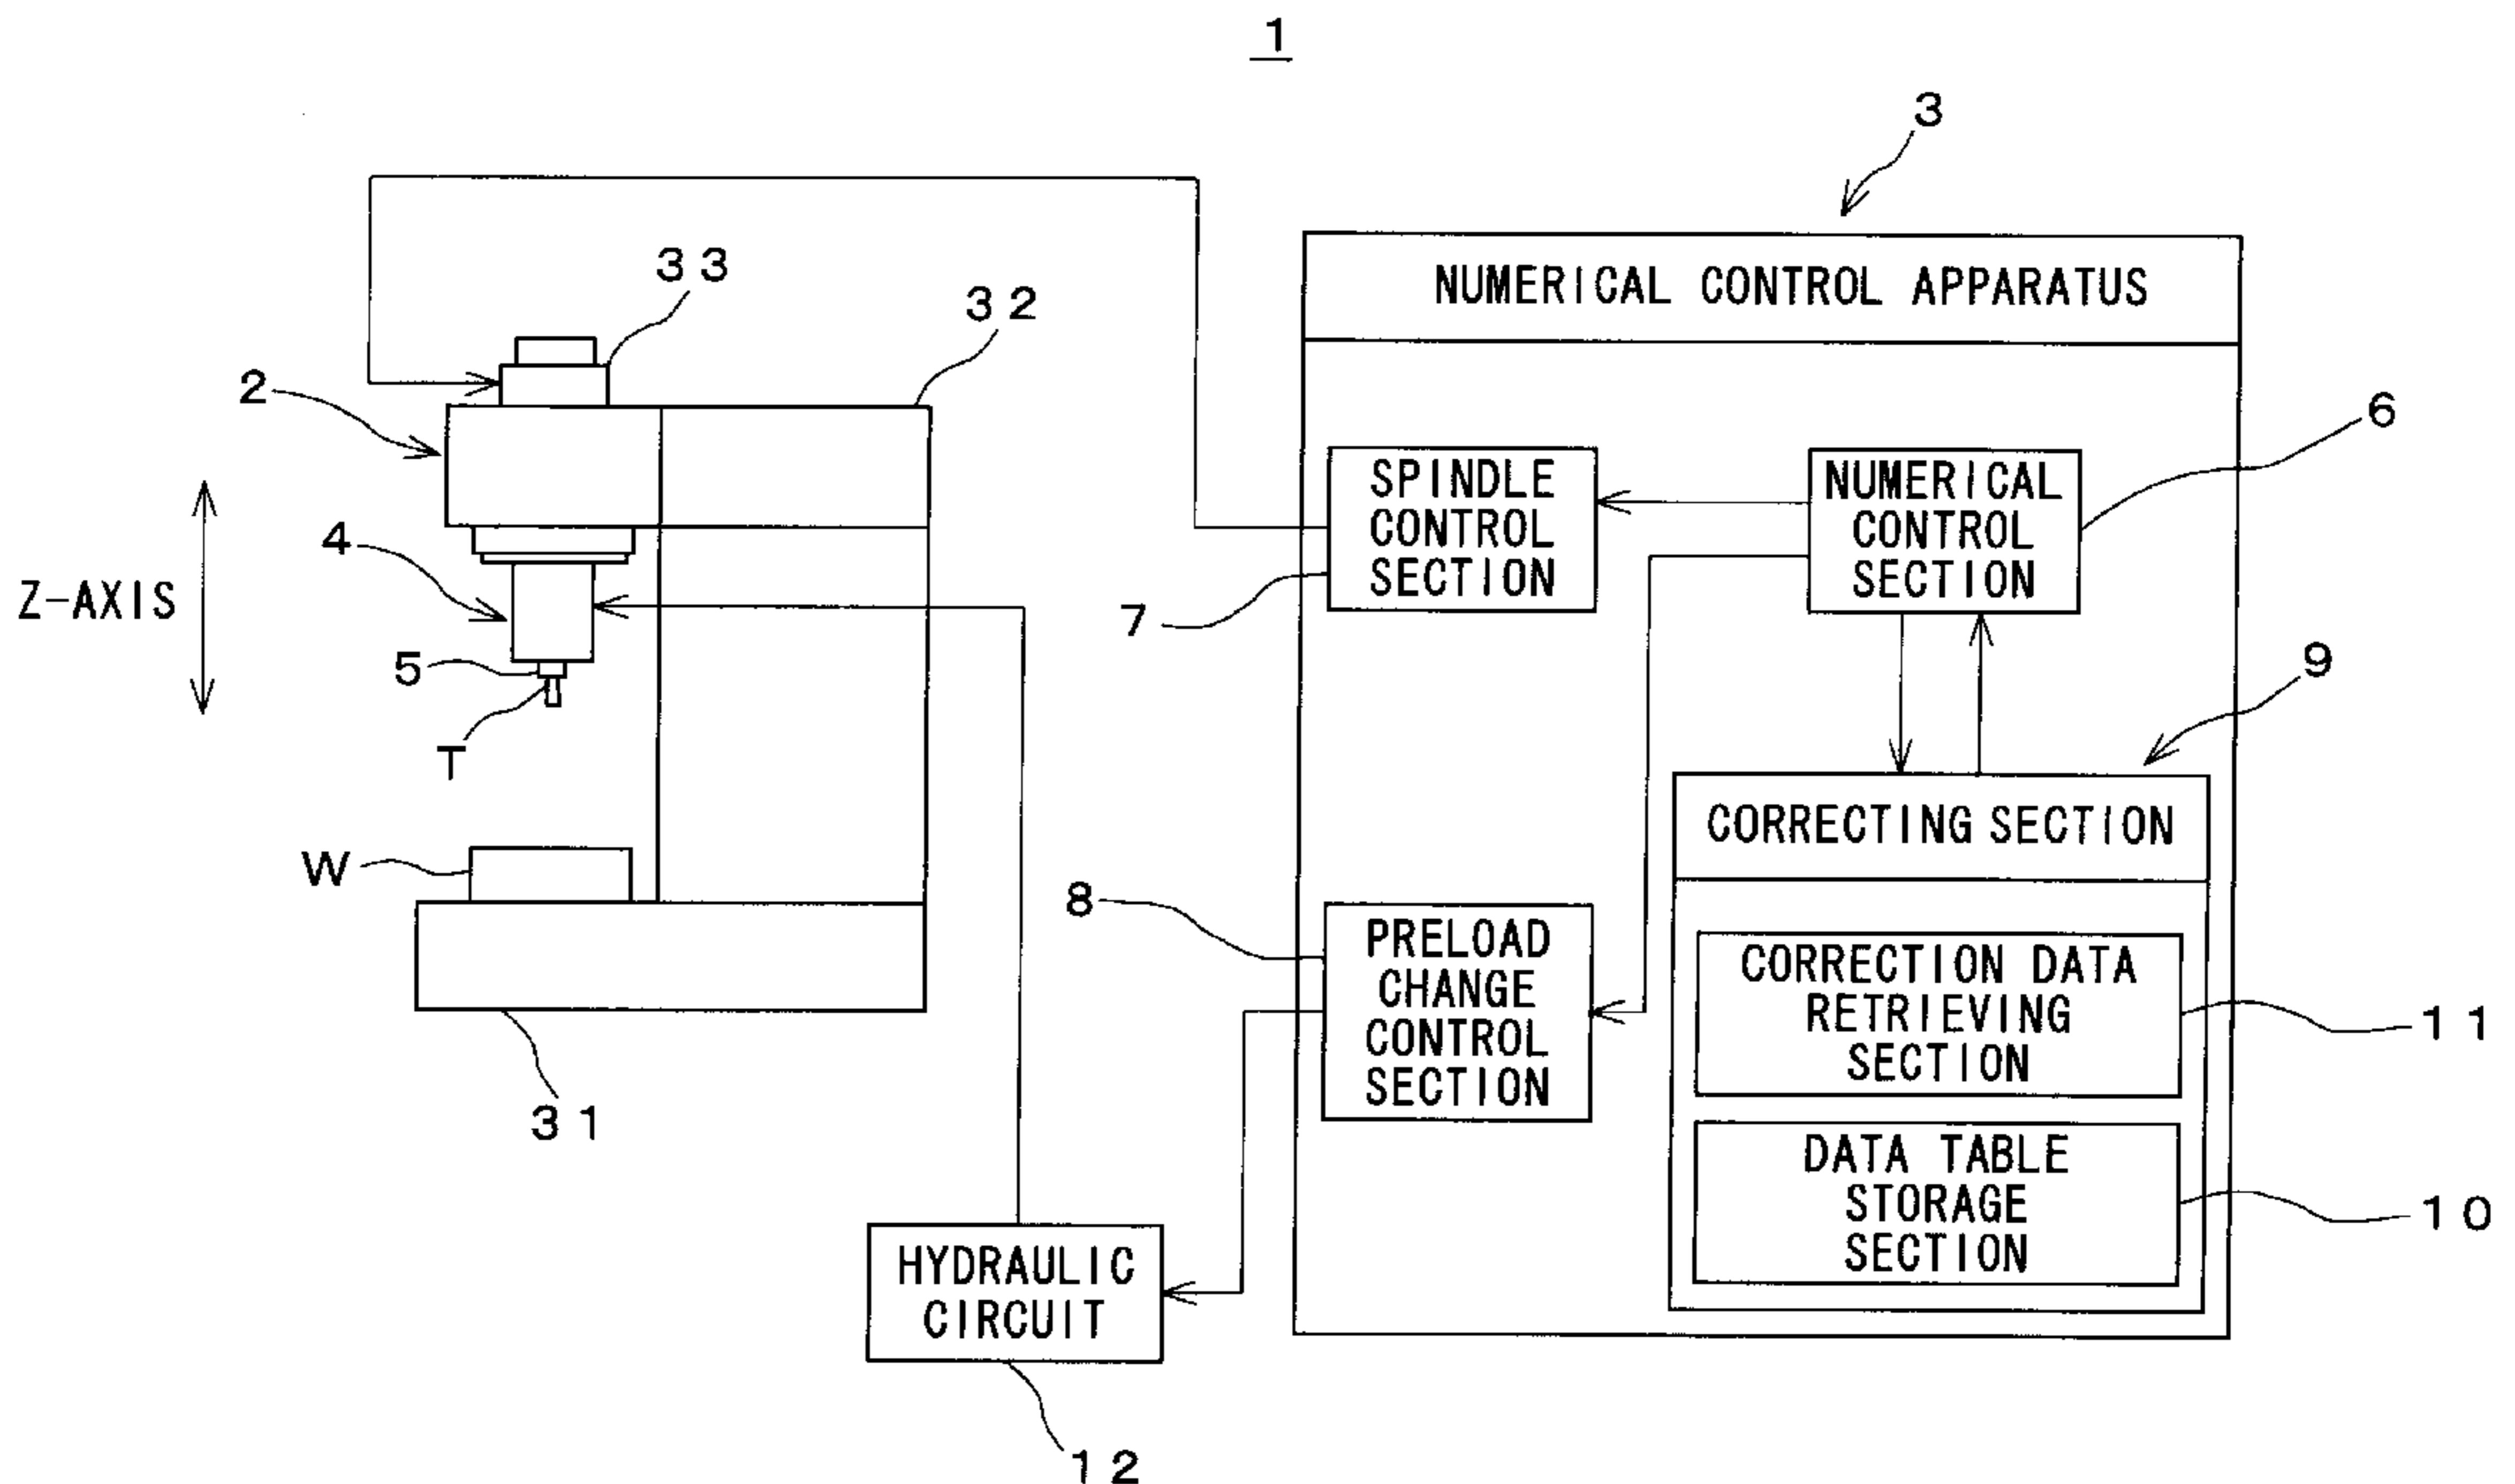 1
3
NUMERICAL CONTROL APPARATUS
33
32
2
6
SPINDLE
CONTROL
SECTION
NUMERICAL
CONTROL
SECTION
4
Z-AXIS
7
5
9
T
CORRECTING SECTION
W
8
PRELOAD
CHANGE
CONTROL
SECTION
CORRECTION DATA
RETRIEVING
SECTION
11
31
DATA TABLE
STORAGE
SECTION
10
HYDRAULIC
CIRCUIT
12